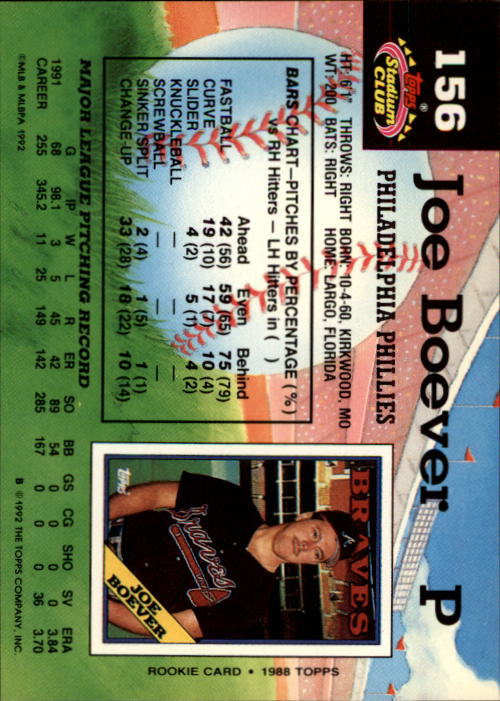 156
Joe Boever P
Topps®
Stadium
CLUB
PHILADELPHIA PHILLIES
HT: 6'1" THROWS: RIGHT BORN: 10-4-60, KIRKWOOD, MO
WT: 200 BATS: RIGHT HOME: LARGO, FLORIDA
BARS CHART—PITCHES BY PERCENTAGE (%)
vs RH Hitters — LH Hitters in ( )
Ahead Even Behind
FASTBALL 42 (56) 59 (65) 75 (79)
CURVE 19 (10) 17 (7) 10 (4)
SLIDER 4 (2) 5 (1) 4 (2)
KNUCKLEBALL — — —
SCREWBALL — — —
SINKER/SPLIT 2 (4) 1 (5) 1 (1)
CHANGE-UP 33 (28) 18 (22) 10 (14)
MAJOR LEAGUE PITCHING RECORD
G IP W L R ER SO BB GS CG SHO SV ERA
1991 68 98.1 3 5 45 42 89 54 0 0 0 0 3.84
CAREER 255 345.2 11 25 149 142 285 167 0 0 0 36 3.70
©MLB & MLBPA 1992
B © 1992 THE TOPPS COMPANY, INC.
BRAVES
Braves
A
Topps
JOE
BOEVER
ROOKIE CARD • 1988 TOPPS